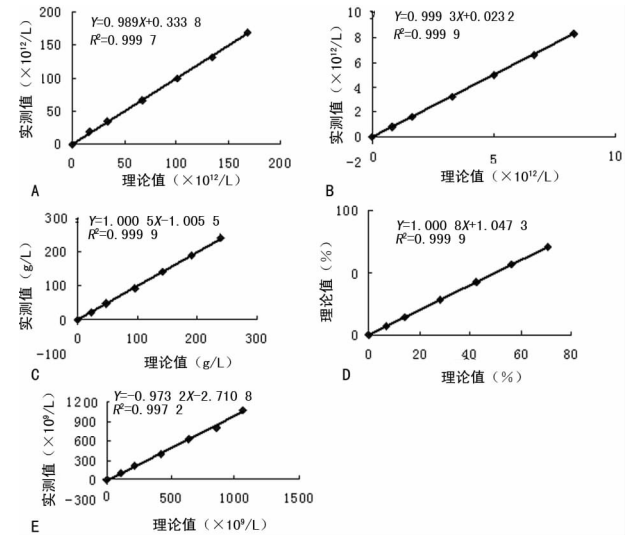 Y=0.989X+0.333 8
R²=0.999 7
200
150
100
50
0
实测值（×10¹²/L）
0 50 100 150 200
理论值（×10¹²/L）
A
Y=0.999 3X+0.023 2
R²=0.999 9
10
8
6
4
2
0
-2
实测值（×10¹²/L）
0 5 10
理论值（×10¹²/L）
B
Y=1.000 5X-1.005 5
R²=0.999 9
300
200
100
0
-100
实测值（g/L）
0 100 200 300
理论值（g/L）
C
Y=1.000 8X+1.047 3
R²=0.999 9
100
0
0
理论值（%）
0 20 40 60 80
理论值（%）
D
Y=-0.973 2X-2.710 8
R²=0.997 2
1200
900
600
300
0
-300
实测值（×10⁹/L）
0 500 1000 1500
理论值（×10⁹/L）
E